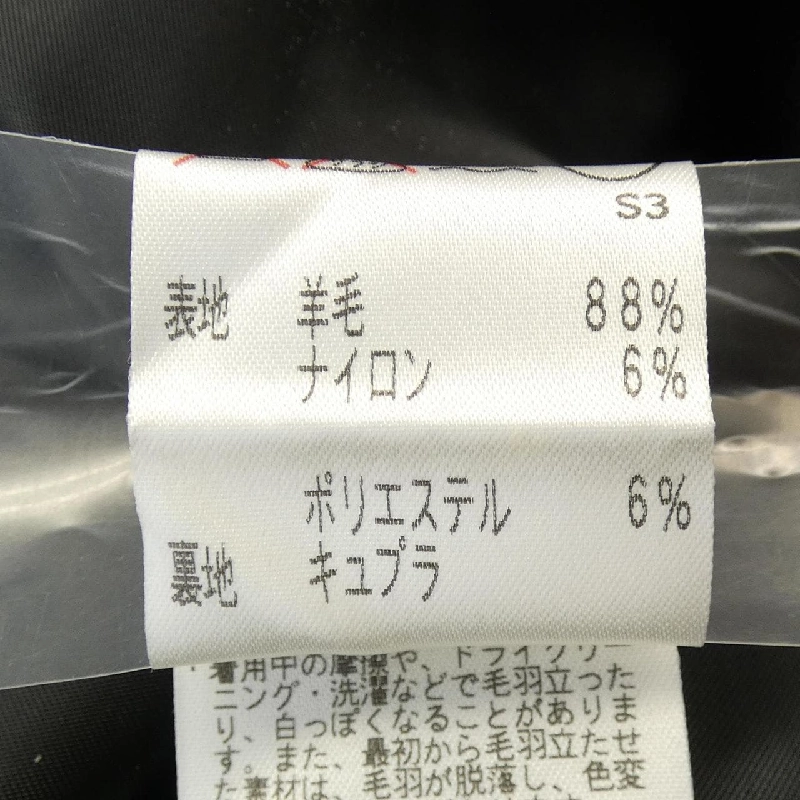 S3
表地 羊毛 88%
ナイロン 6%
ポリエステル 6%
裏地 キュプラ
着用中の摩擦や、ドライクリー
ニング・洗濯などで毛羽立った
り、白っぽくなることがありま
す。また、最初から毛羽立たせ
た素材は、毛羽が脱落し、色変